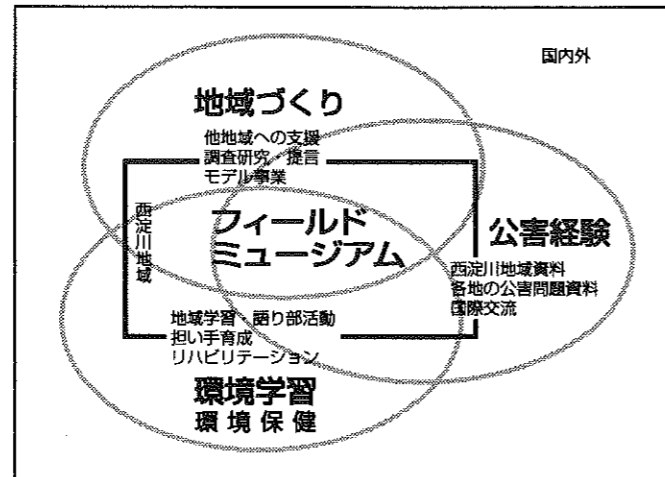 国内外
地域づくり
他地域への支援
調査研究・提言
モデル事業
西淀川地域
フィールド
ミュージアム
公害経験
西淀川地域資料
各地の公害問題資料
国際交流
地域学習・語り部活動
担い手育成
リハビリテーション
環境学習
環境保健